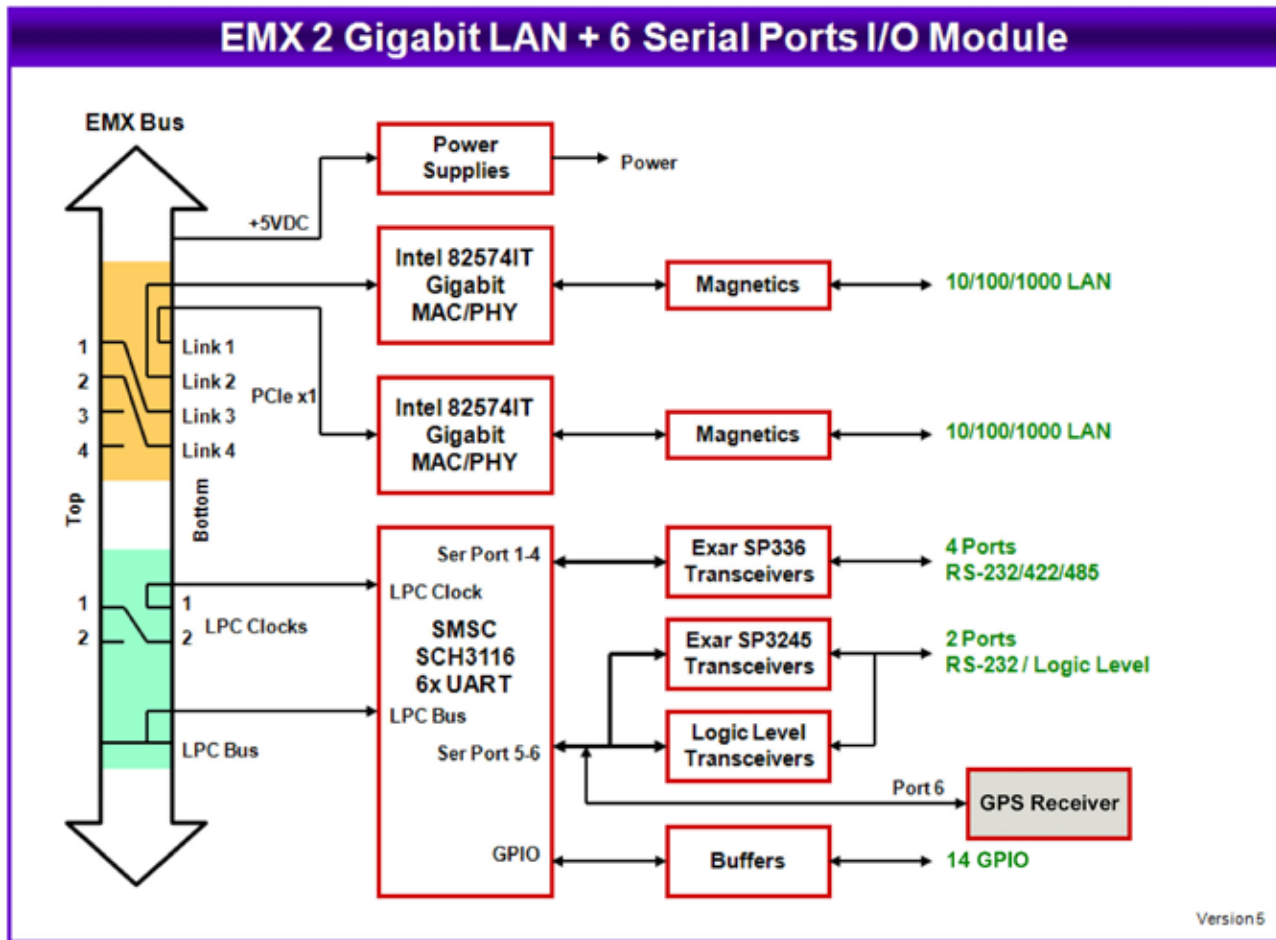 EMX 2 Gigabit LAN + 6 Serial Ports I/O Module
EMX Bus
+5VDC
Power
Supplies
Power
Intel 82574IT
Gigabit
MAC/PHY
Magnetics
10/100/1000 LAN
1
2
3
4
Link 1
Link 2
Link 3
Link 4
PCIe x1
Intel 82574IT
Gigabit
MAC/PHY
Magnetics
10/100/1000 LAN
Top
Bottom
1
2
1
2
LPC Clocks
LPC Bus
Ser Port 1-4
LPC Clock
SMSC
SCH3116
6x UART
LPC Bus
Ser Port 5-6
GPIO
Exar SP336
Transceivers
4 Ports
RS-232/422/485
Exar SP3245
Transceivers
2 Ports
RS-232 / Logic Level
Logic Level
Transceivers
Port 6
GPS Receiver
Buffers
14 GPIO
Version 5